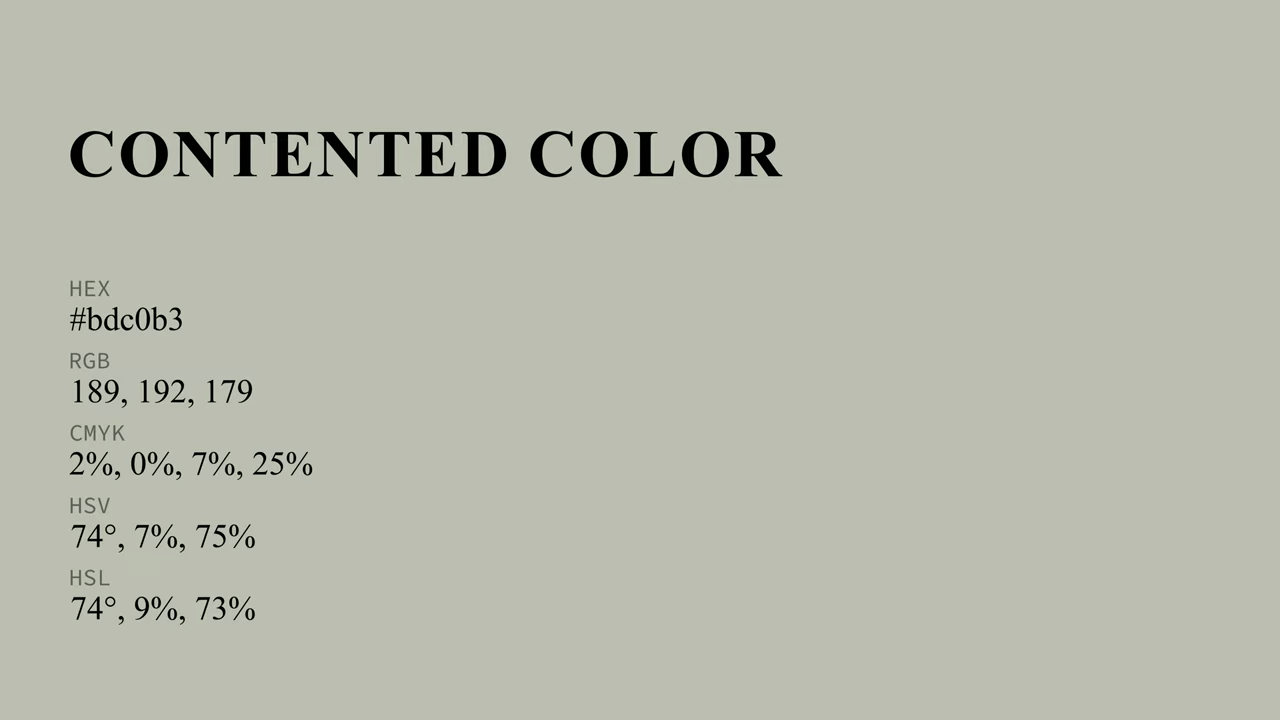 CONTENTED COLOR
HEX
#bdc0b3
RGB
189, 192, 179
CMYK
2%, 0%, 7%, 25%
HSV
74°, 7%, 75%
HSL
74°, 9%, 73%